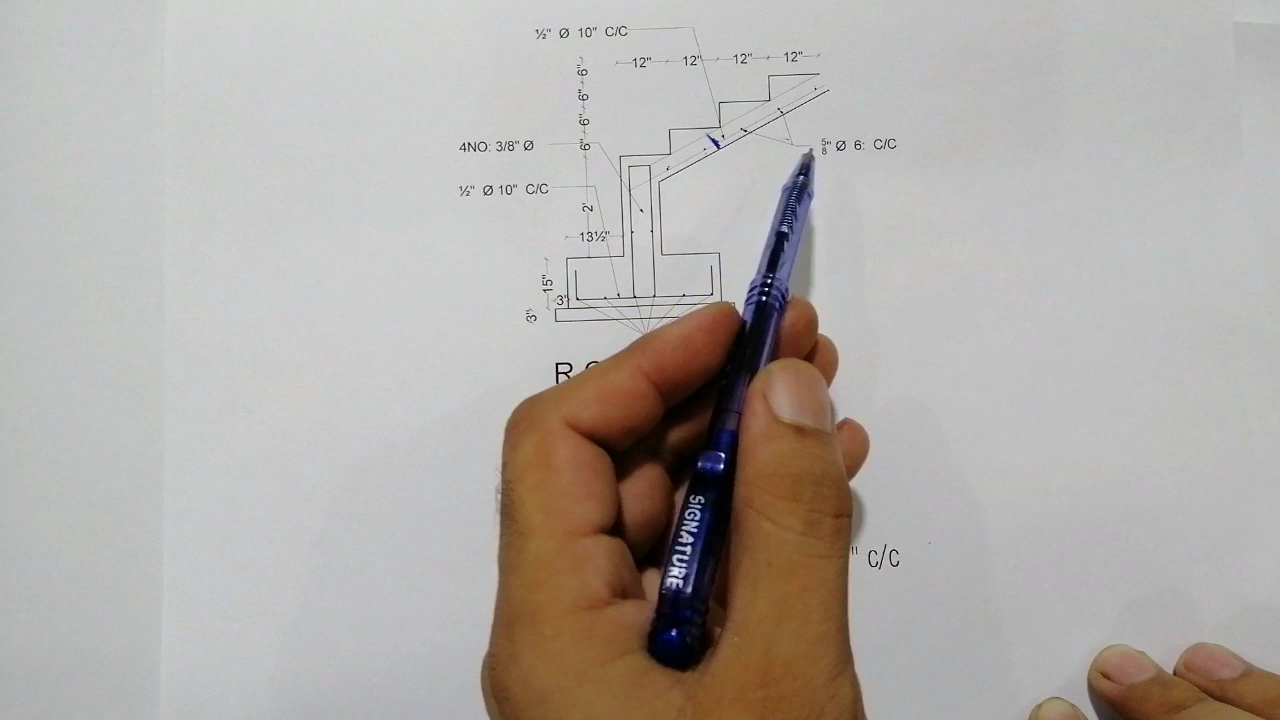 ½" Ø 10" C/C
12" 12" 12" 12"
6"
6"
6"
6"
4NO: 3/8" Ø
⅝" Ø 6: C/C
½" Ø 10" C/C
2'
13½"
15"
3"
3"
SIGNATURE
" C/C